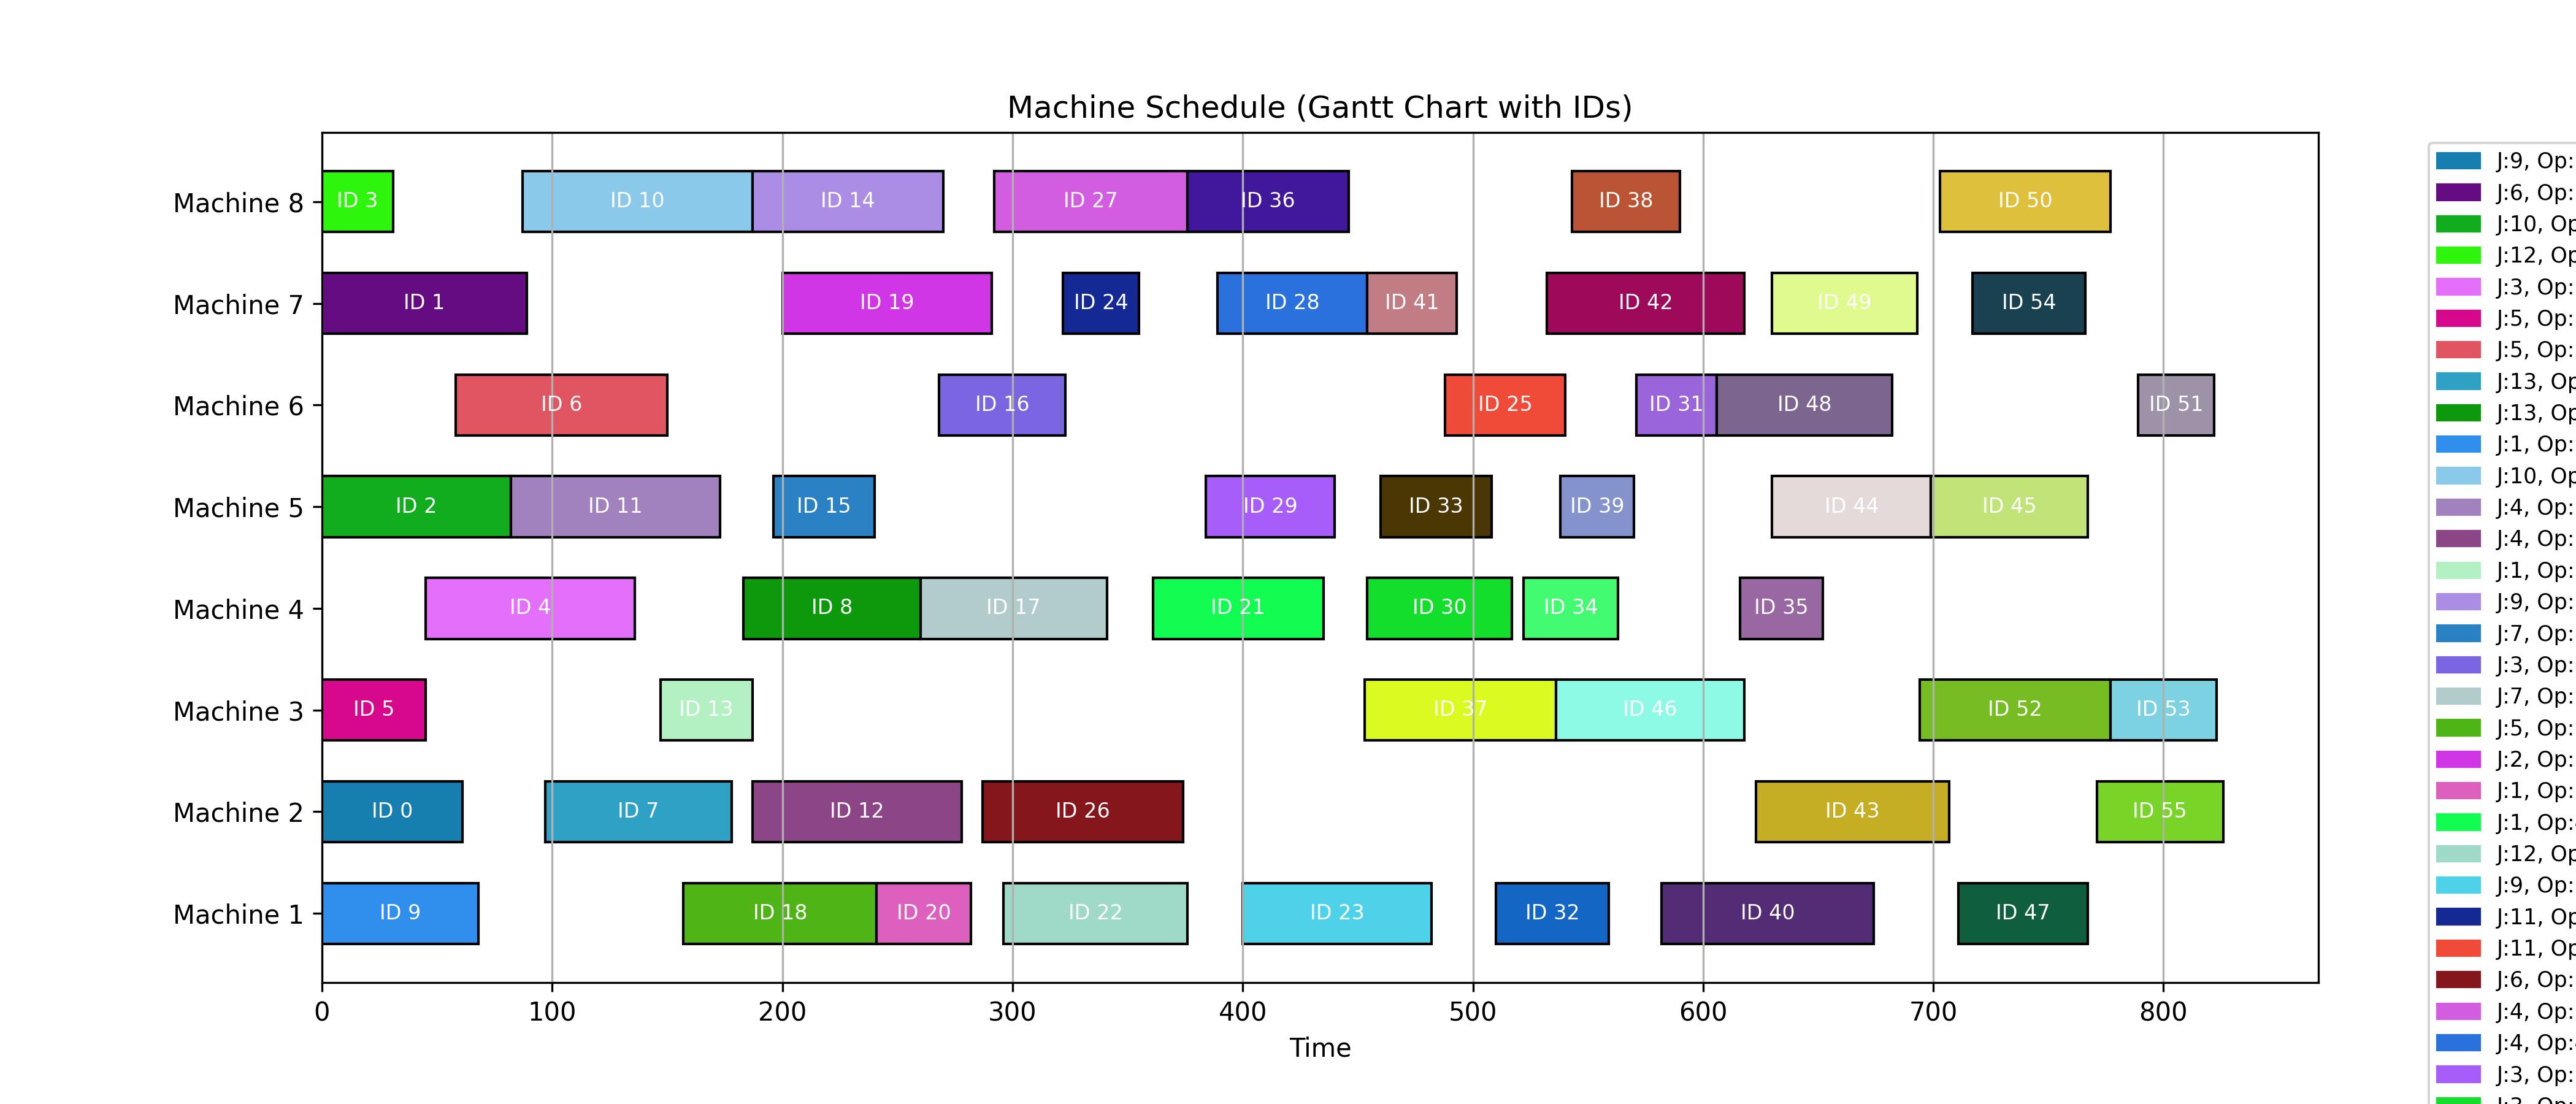 Machine Schedule (Gantt Chart with IDs)
Machine 8
ID 3
ID 10
ID 14
ID 27
ID 36
ID 38
ID 50
Machine 7
ID 1
ID 19
ID 24
ID 28
ID 41
ID 42
ID 49
ID 54
Machine 6
ID 6
ID 16
ID 25
ID 31
ID 48
ID 51
Machine 5
ID 2
ID 11
ID 15
ID 29
ID 33
ID 39
ID 44
ID 45
Machine 4
ID 4
ID 8
ID 17
ID 21
ID 30
ID 34
ID 35
Machine 3
ID 5
ID 13
ID 37
ID 46
ID 52
ID 53
Machine 2
ID 0
ID 7
ID 12
ID 26
ID 43
ID 55
Machine 1
ID 9
ID 18
ID 20
ID 22
ID 23
ID 32
ID 40
ID 47
0 100 200 300 400 500 600 700 800
Time
J:9, Op:
J:6, Op:
J:10, Op
J:12, Op
J:3, Op:
J:5, Op:
J:5, Op:
J:13, Op
J:13, Op
J:1, Op:
J:10, Op
J:4, Op:
J:4, Op:
J:1, Op:
J:9, Op:
J:7, Op:
J:3, Op:
J:7, Op:
J:5, Op:
J:2, Op:
J:1, Op:
J:1, Op:
J:12, Op
J:9, Op:
J:11, Op
J:11, Op
J:6, Op:
J:4, Op:
J:4, Op:
J:3, Op: